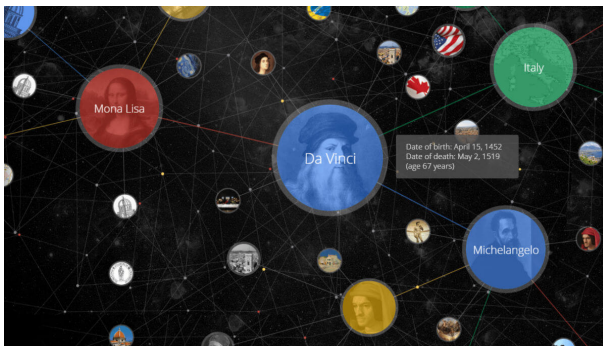 Italy
Mona Lisa
Da Vinci
Date of birth: April 15, 1452
Date of death: May 2, 1519
(age 67 years)
Michelangelo